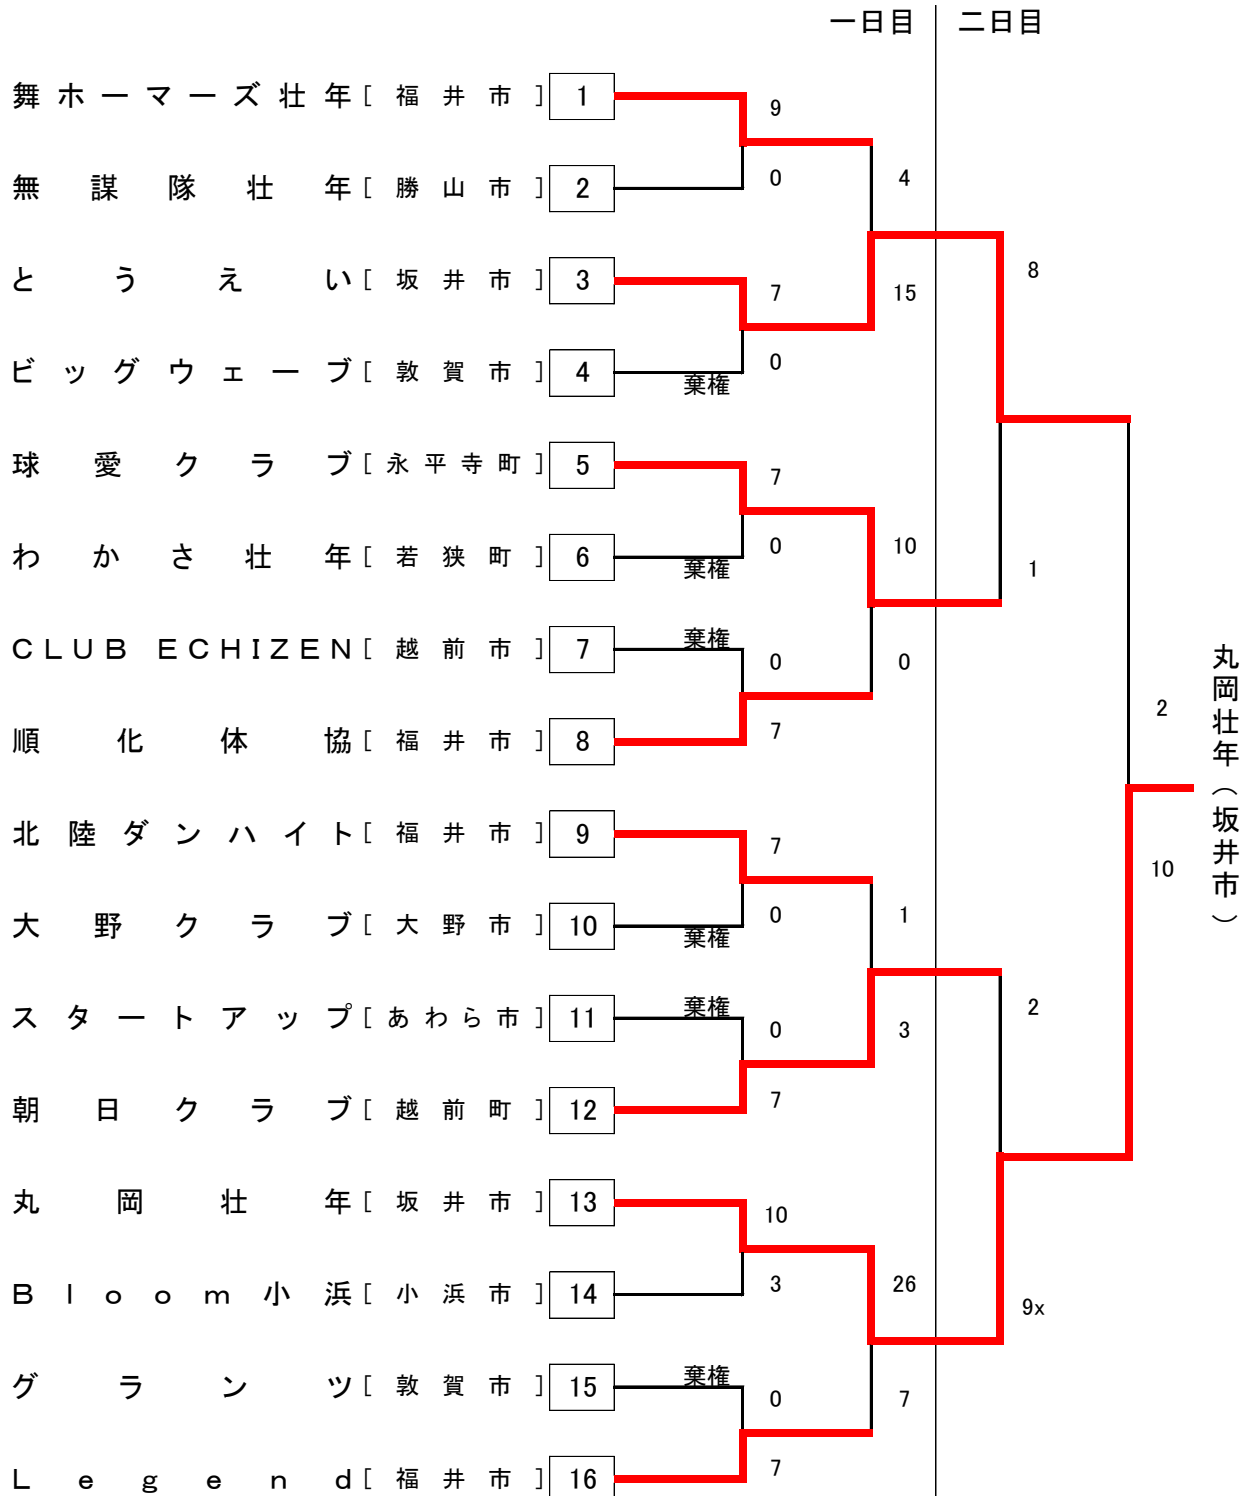 一日目 二日目
舞ホーマーズ壮年[福井市] 1
9
無謀隊壮年[勝山市] 2
0
4
とうえい[坂井市] 3
7
15
8
ビッグウェーブ[敦賀市] 4
棄権
0
球愛クラブ[永平寺町] 5
7
わかさ壮年[若狭町] 6
棄権
0
10
1
CLUB ECHIZEN[越前市] 7
棄権
0
0
順化体協[福井市] 8
7
2
丸岡壮年(坂井市)
北陸ダンハイト[福井市] 9
7
10
大野クラブ[大野市] 10
棄権
0
1
スタートアップ[あわら市] 11
棄権
0
3
2
朝日クラブ[越前町] 12
7
丸岡壮年[坂井市] 13
10
Bloom小浜[小浜市] 14
3
26
9x
グランツ[敦賀市] 15
棄権
0
7
Legend[福井市] 16
7